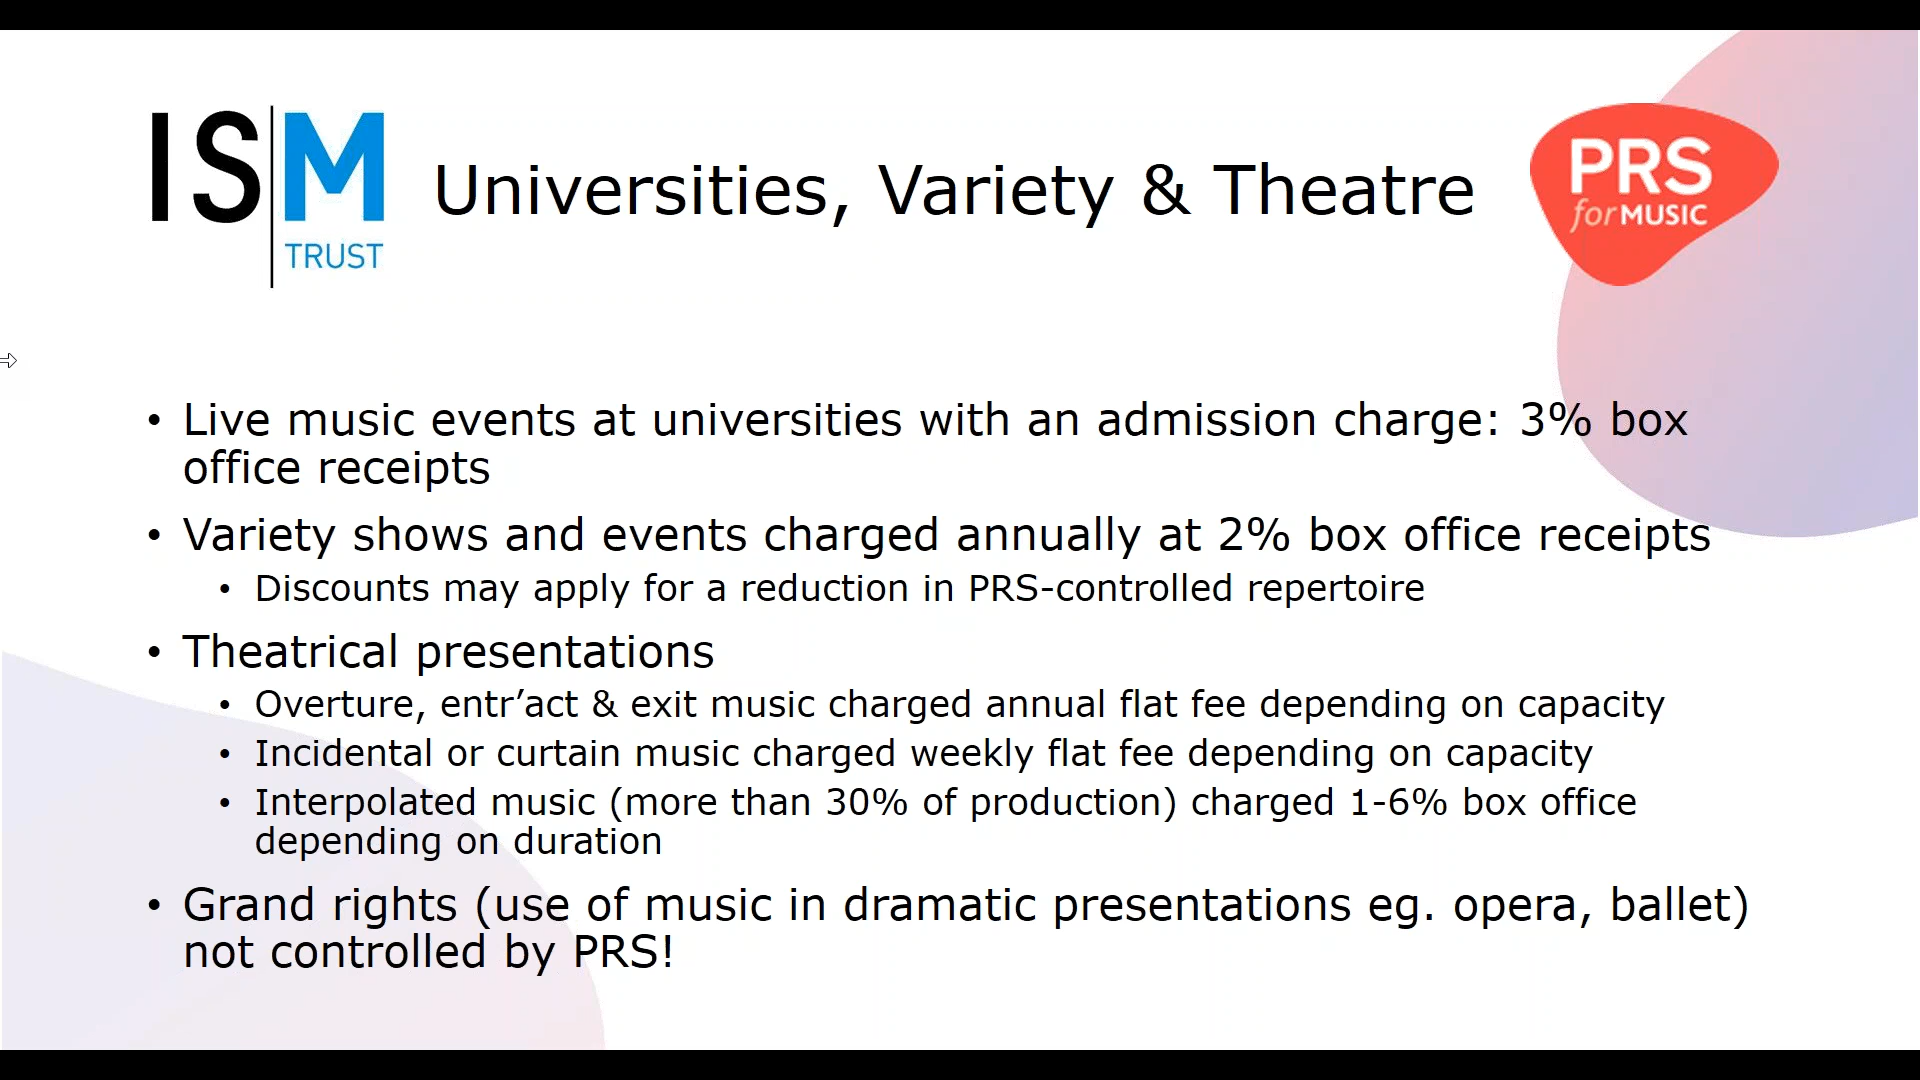 ISM
TRUST
Universities, Variety & Theatre
PRS
for MUSIC
• Live music events at universities with an admission charge: 3% box
office receipts
• Variety shows and events charged annually at 2% box office receipts
• Discounts may apply for a reduction in PRS-controlled repertoire
• Theatrical presentations
• Overture, entr’act & exit music charged annual flat fee depending on capacity
• Incidental or curtain music charged weekly flat fee depending on capacity
• Interpolated music (more than 30% of production) charged 1-6% box office
depending on duration
• Grand rights (use of music in dramatic presentations eg. opera, ballet)
not controlled by PRS!